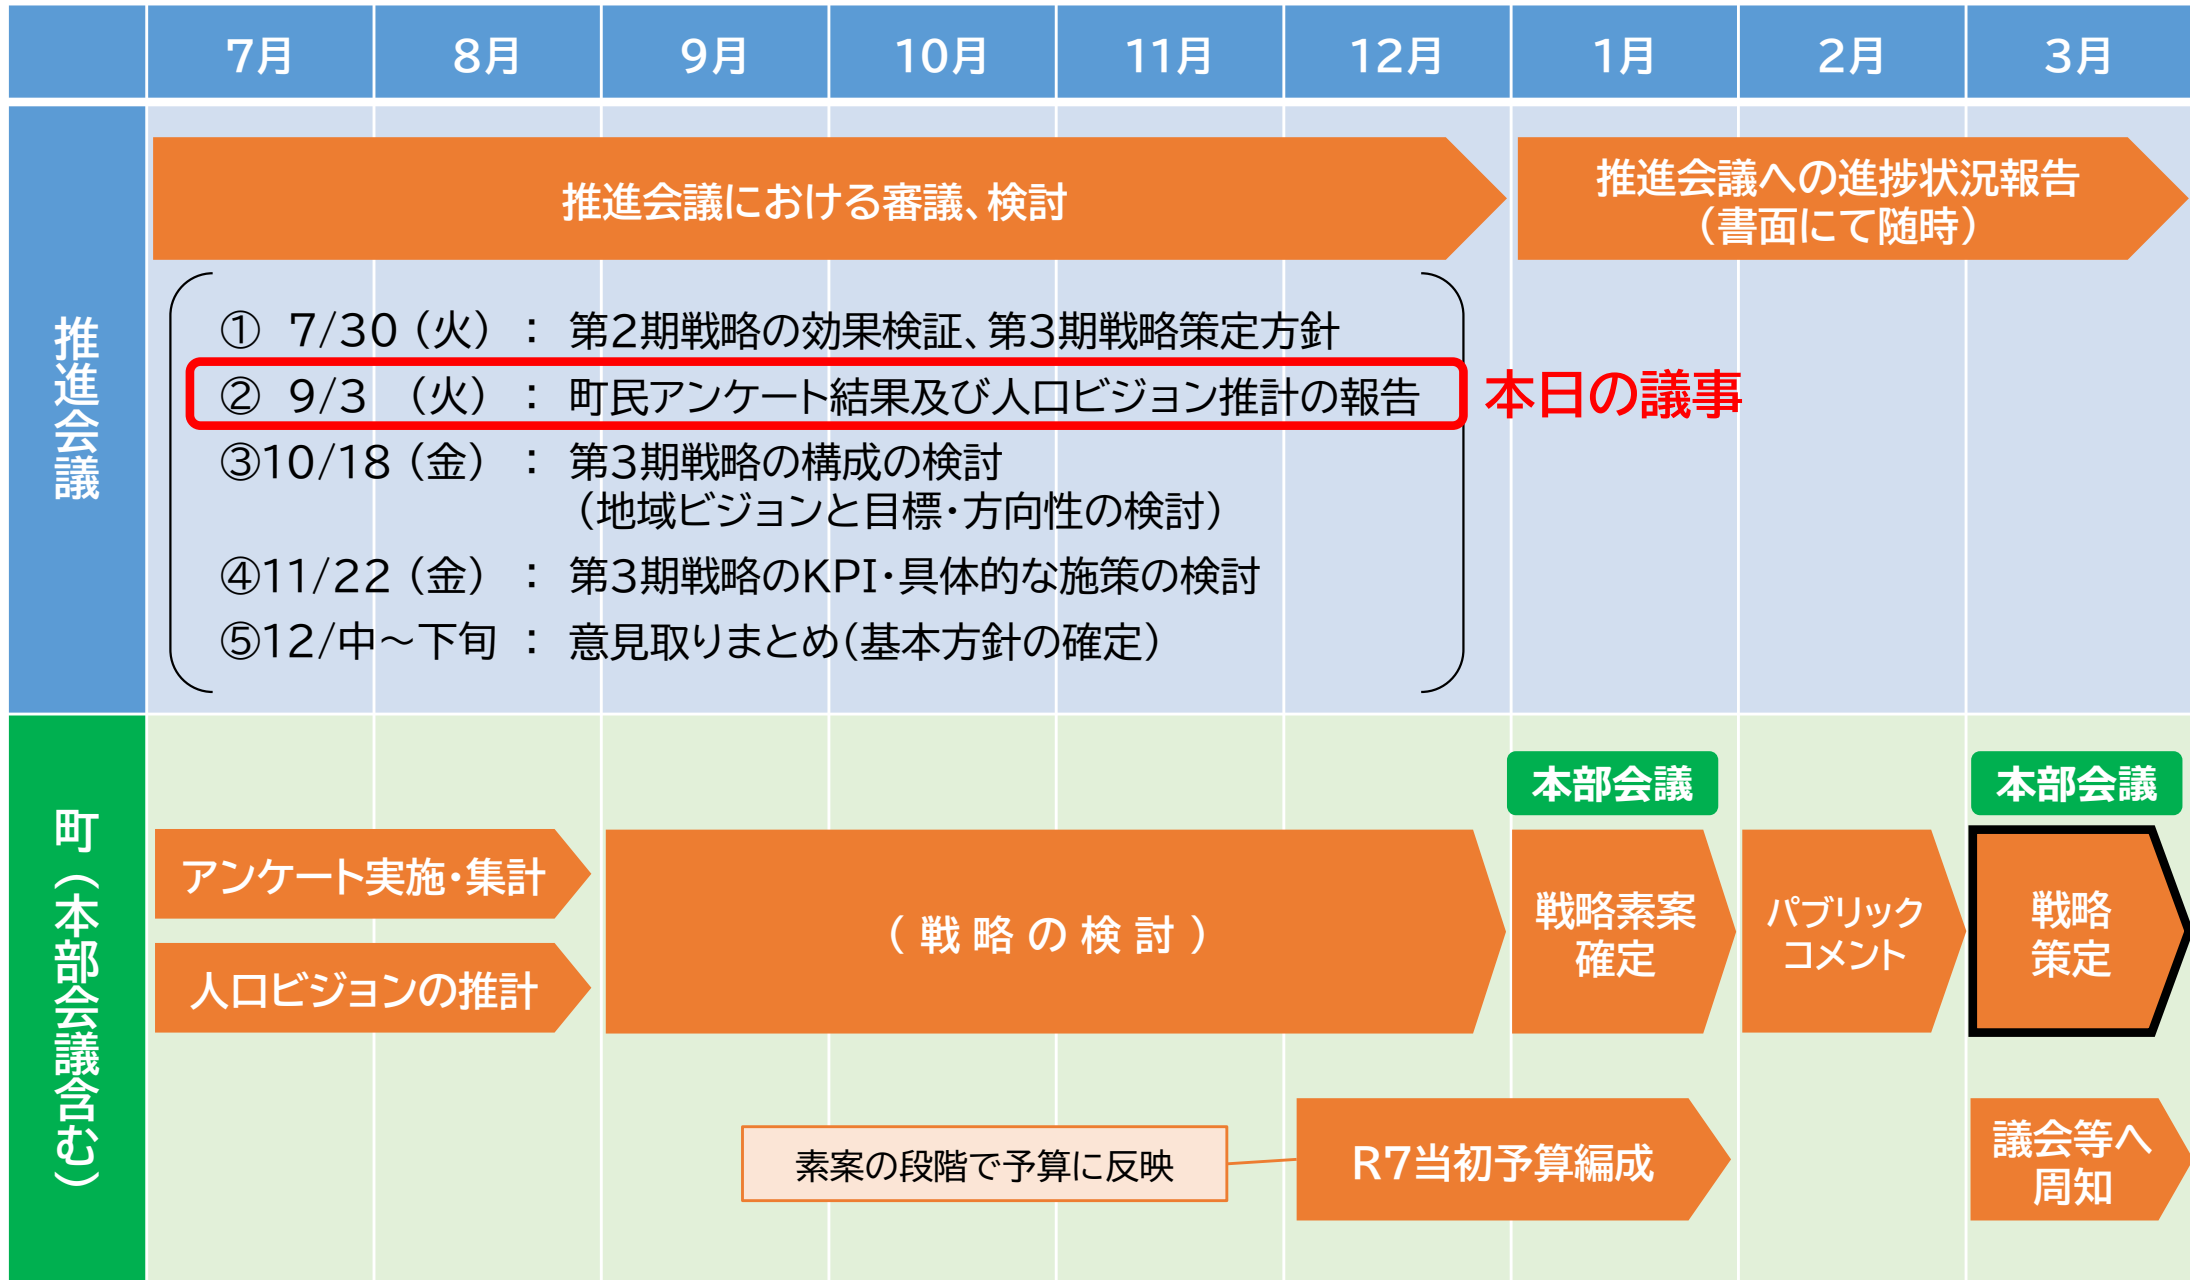 7月 8月 9月 10月 11月 12月 1月 2月 3月
推進会議
推進会議における審議、検討
推進会議への進捗状況報告
（書面にて随時）
① 7/30（火） ： 第2期戦略の効果検証、第3期戦略策定方針
② 9/3 （火） ： 町民アンケート結果及び人口ビジョン推計の報告
本日の議事
③10/18（金） ： 第3期戦略の構成の検討
（地域ビジョンと目標・方向性の検討）
④11/22（金） ： 第3期戦略のKPI・具体的な施策の検討
⑤12/中～下旬 ： 意見取りまとめ（基本方針の確定）
町（本部会議含む）
本部会議
本部会議
アンケート実施・集計
人口ビジョンの推計
（戦略の検討）
戦略素案
確定
パブリック
コメント
戦略
策定
素案の段階で予算に反映
R7当初予算編成
議会等へ
周知